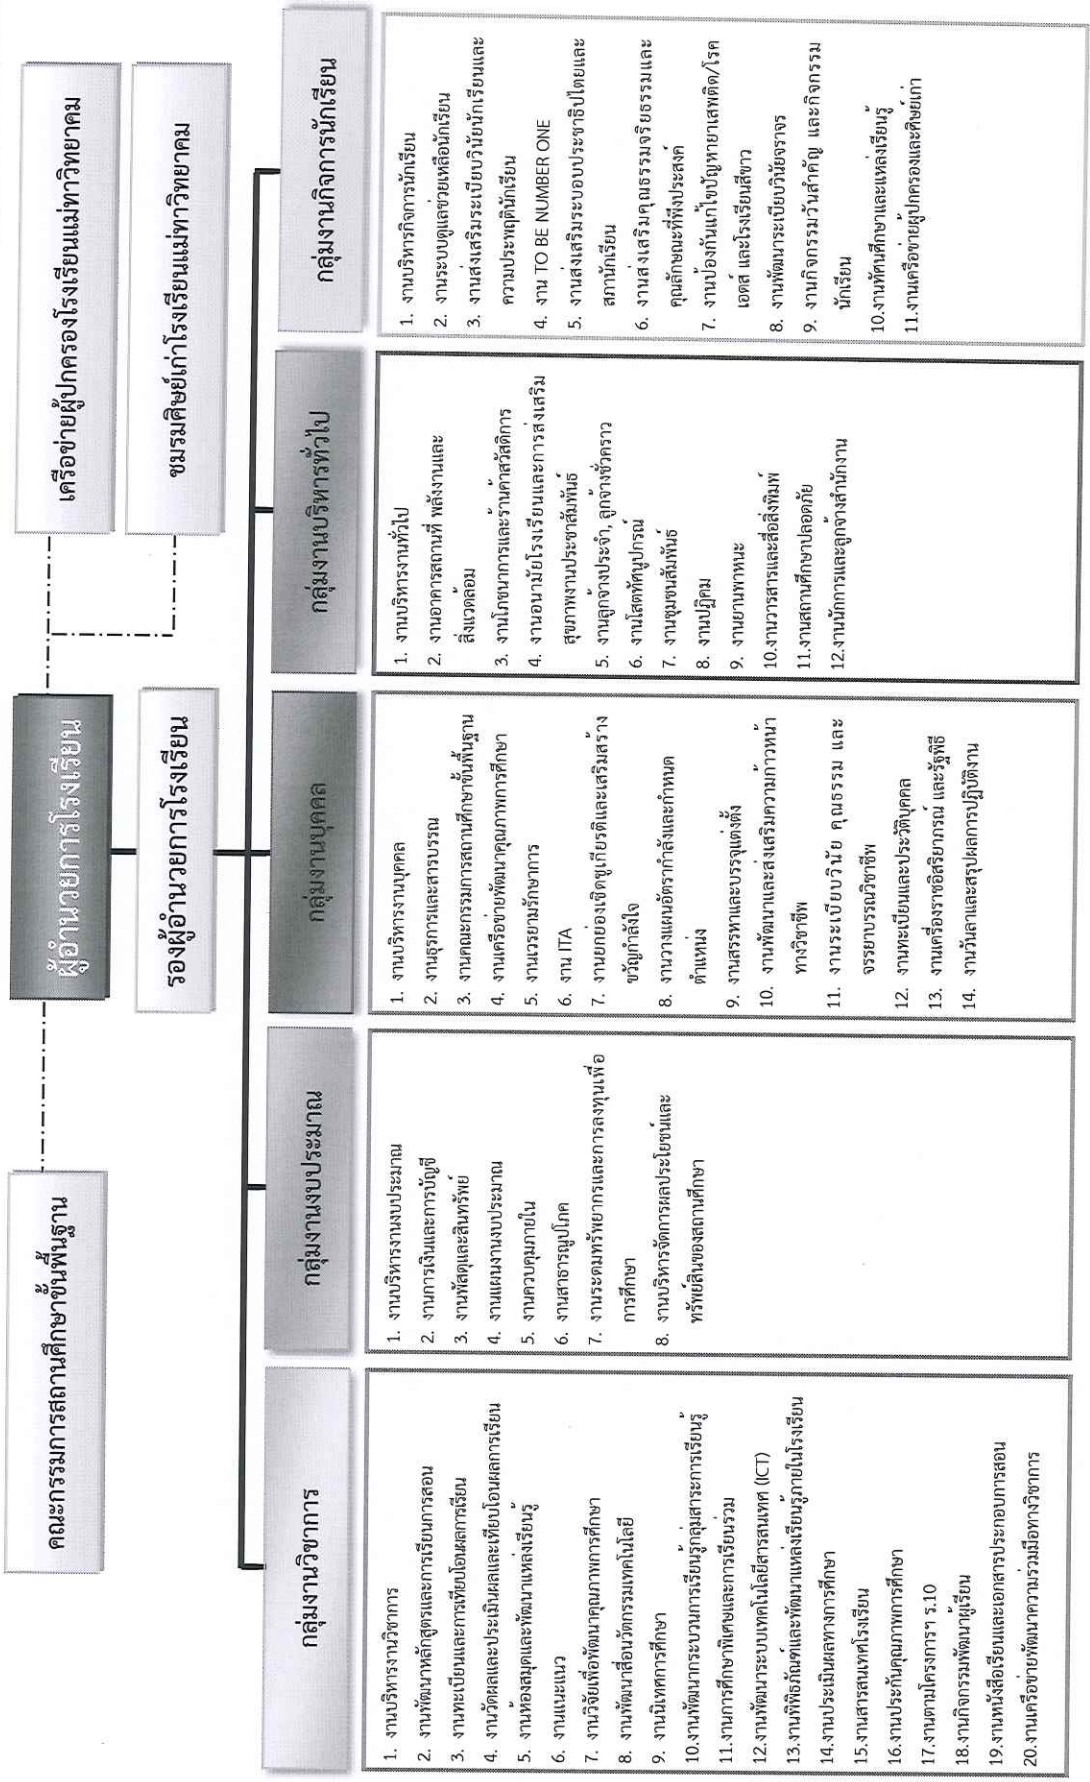 คณะกรรมการสถานศึกษาขั้นพื้นฐาน
ผู้อำนวยการโรงเรียน
เครือข่ายผู้ปกครองโรงเรียนแม่ทาวิทยาคม
ชมรมศิษย์เก่าโรงเรียนแม่ทาวิทยาคม
รองผู้อำนวยการโรงเรียน
กลุ่มงานวิชาการ
1. งานบริหารงานวิชาการ
2. งานพัฒนาหลักสูตรและการเรียนการสอน
3. งานทะเบียนและการเทียบโอนผลการเรียน
4. งานวัดผลและประเมินผลและเทียบโอนผลการเรียน
5. งานห้องสมุดและพัฒนาแหล่งเรียนรู้
6. งานแนะแนว
7. งานวิจัยเพื่อพัฒนาคุณภาพการศึกษา
8. งานพัฒนาสื่อนวัตกรรมเทคโนโลยี
9. งานนิเทศการศึกษา
10.งานพัฒนากระบวนการเรียนรู้กลุ่มสาระการเรียนรู้
11.งานการศึกษาพิเศษและการเรียนร่วม
12.งานพัฒนาระบบเทคโนโลยีสารสนเทศ (ICT)
13.งานพิพิธภัณฑ์และพัฒนาแหล่งเรียนรู้ภายในโรงเรียน
14.งานประเมินผลทางการศึกษา
15.งานสารสนเทศโรงเรียน
16.งานประกันคุณภาพการศึกษา
17.งานตามโครงการฯ ร.10
18.งานกิจกรรมพัฒนาผู้เรียน
19.งานหนังสือเรียนและเอกสารประกอบการสอน
20.งานเครือข่ายพัฒนาความร่วมมือทางวิชาการ
กลุ่มงานงบประมาณ
1. งานบริหารงานงบประมาณ
2. งานการเงินและการบัญชี
3. งานพัสดุและสินทรัพย์
4. งานแผนงานงบประมาณ
5. งานควบคุมภายใน
6. งานสาธารณูปโภค
7. งานระดมทรัพยากรและการลงทุนเพื่อ
การศึกษา
8. งานบริหารจัดการผลประโยชน์และ
ทรัพย์สินของสถานศึกษา
กลุ่มงานบุคคล
1. งานบริหารงานบุคคล
2. งานธุรการและสารบรรณ
3. งานคณะกรรมการสถานศึกษาขั้นพื้นฐาน
4. งานเครือข่ายพัฒนาคุณภาพการศึกษา
5. งานเวรยามรักษาการ
6. งาน ITA
7. งานยกย่องเชิดชูเกียรติและเสริมสร้าง
ขวัญกำลังใจ
8. งานวางแผนอัตรากำลังและกำหนด
ตำแหน่ง
9. งานสรรหาและบรรจุแต่งตั้ง
10. งานพัฒนาและส่งเสริมความก้าวหน้า
ทางวิชาชีพ
11. งานระเบียบวินัย คุณธรรม และ
จรรยาบรรณวิชาชีพ
12. งานทะเบียนและประวัติบุคคล
13. งานเครื่องราชอิสริยาภรณ์ และรัฐพิธี
14. งานวันลาและสรุปผลการปฏิบัติงาน
กลุ่มงานบริหารทั่วไป
1. งานบริหารงานทั่วไป
2. งานอาคารสถานที่ พลังงานและ
สิ่งแวดล้อม
3. งานโภชนาการและร้านค้าสวัสดิการ
4. งานอนามัยโรงเรียนและการส่งเสริม
สุขภาพงานประชาสัมพันธ์
5. งานลูกจ้างประจำ, ลูกจ้างชั่วคราว
6. งานโสตทัศนูปกรณ์
7. งานชุมชนสัมพันธ์
8. งานปฏิคม
9. งานยานพาหนะ
10.งานวารสารและสื่อสิ่งพิมพ์
11.งานสถานศึกษาปลอดภัย
12.งานนักการและลูกจ้างสำนักงาน
กลุ่มงานกิจการนักเรียน
1. งานบริหารกิจการนักเรียน
2. งานระบบดูแลช่วยเหลือนักเรียน
3. งานส่งเสริมระเบียบวินัยนักเรียนและ
ความประพฤตินักเรียน
4. งาน TO BE NUMBER ONE
5. งานส่งเสริมระบอบประชาธิปไตยและ
สภานักเรียน
6. งานส่งเสริมคุณธรรมจริยธรรมและ
คุณลักษณะที่พึงประสงค์
7. งานป้องกันแก้ไขปัญหายาเสพติด/โรค
เอดส์ และโรงเรียนสีขาว
8. งานพัฒนาระเบียบวินัยจราจร
9. งานกิจกรรมวันสำคัญ และกิจกรรม
นักเรียน
10.งานทัศนศึกษาและแหล่งเรียนรู้
11.งานเครือข่ายผู้ปกครองและศิษย์เก่า